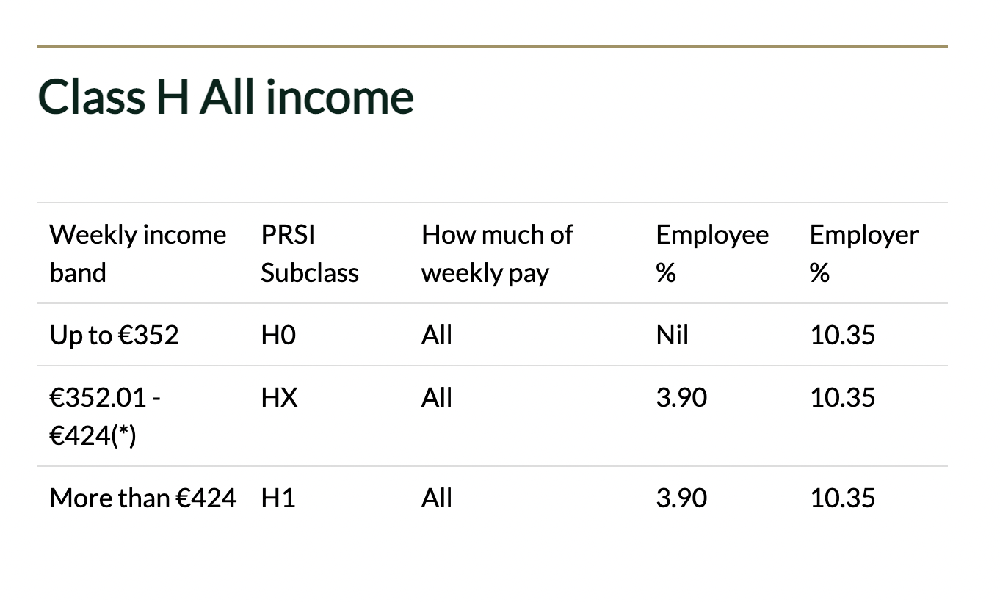 Class H All income
Weekly income band	PRSI Subclass	How much of weekly pay	Employee %	Employer %
Up to €352	H0	All	Nil	10.35
€352.01 - €424(*)	HX	All	3.90	10.35
More than €424	H1	All	3.90	10.35